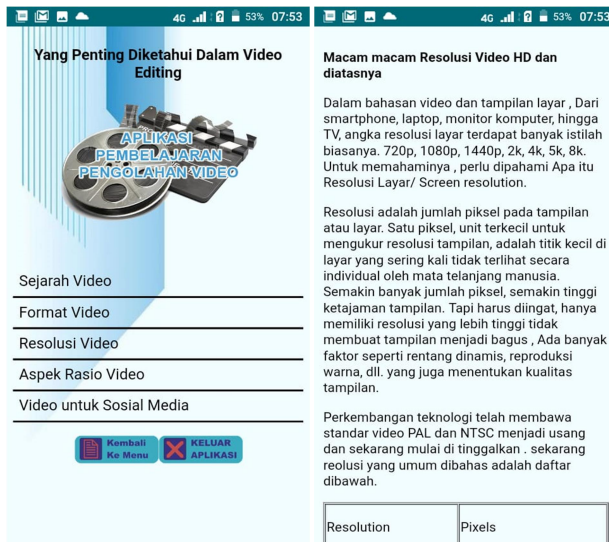 4G 53% 07:53
Yang Penting Diketahui Dalam Video
Editing
APLIKASI
PEMBELAJARAN
PENGOLAHAN VIDEO
Sejarah Video
Format Video
Resolusi Video
Aspek Rasio Video
Video untuk Sosial Media
Kembali
Ke Menu
KELUAR
APLIKASI
4G 53% 07:53
Macam macam Resolusi Video HD dan
diatasnya
Dalam bahasan video dan tampilan layar , Dari
smartphone, laptop, monitor komputer, hingga
TV, angka resolusi layar terdapat banyak istilah
biasanya. 720p, 1080p, 1440p, 2k, 4k, 5k, 8k.
Untuk memahaminya , perlu dipahami Apa itu
Resolusi Layar/ Screen resolution.
Resolusi adalah jumlah piksel pada tampilan
atau layar. Satu piksel, unit terkecil untuk
mengukur resolusi tampilan, adalah titik kecil di
layar yang sering kali tidak terlihat secara
individual oleh mata telanjang manusia.
Semakin banyak jumlah piksel, semakin tinggi
ketajaman tampilan. Tapi harus diingat, hanya
memiliki resolusi yang lebih tinggi tidak
membuat tampilan menjadi bagus , Ada banyak
faktor seperti rentang dinamis, reproduksi
warna, dll. yang juga menentukan kualitas
tampilan.
Perkembangan teknologi telah membawa
standar video PAL dan NTSC menjadi usang
dan sekarang mulai di tinggalkan . sekarang
reolusi yang umum dibahas adalah daftar
dibawah.
Resolution Pixels